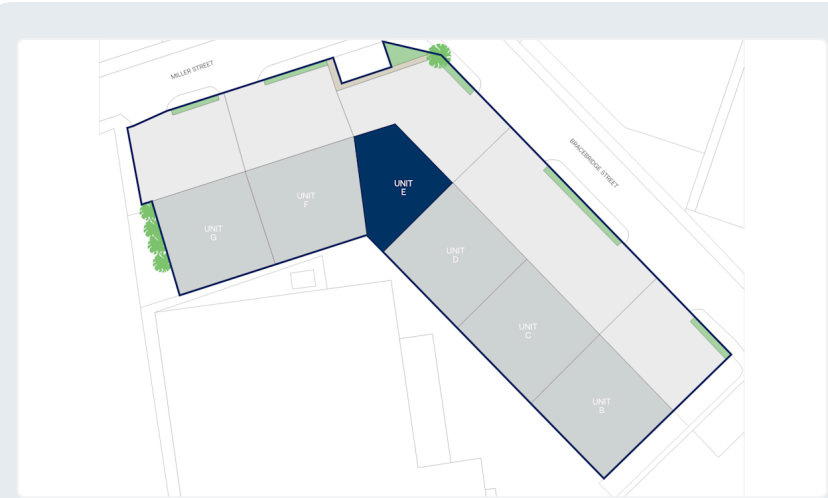 MILLER STREET
BRACEBRIDGE STREET
UNIT
E
UNIT
F
UNIT
G
UNIT
D
UNIT
C
UNIT
B